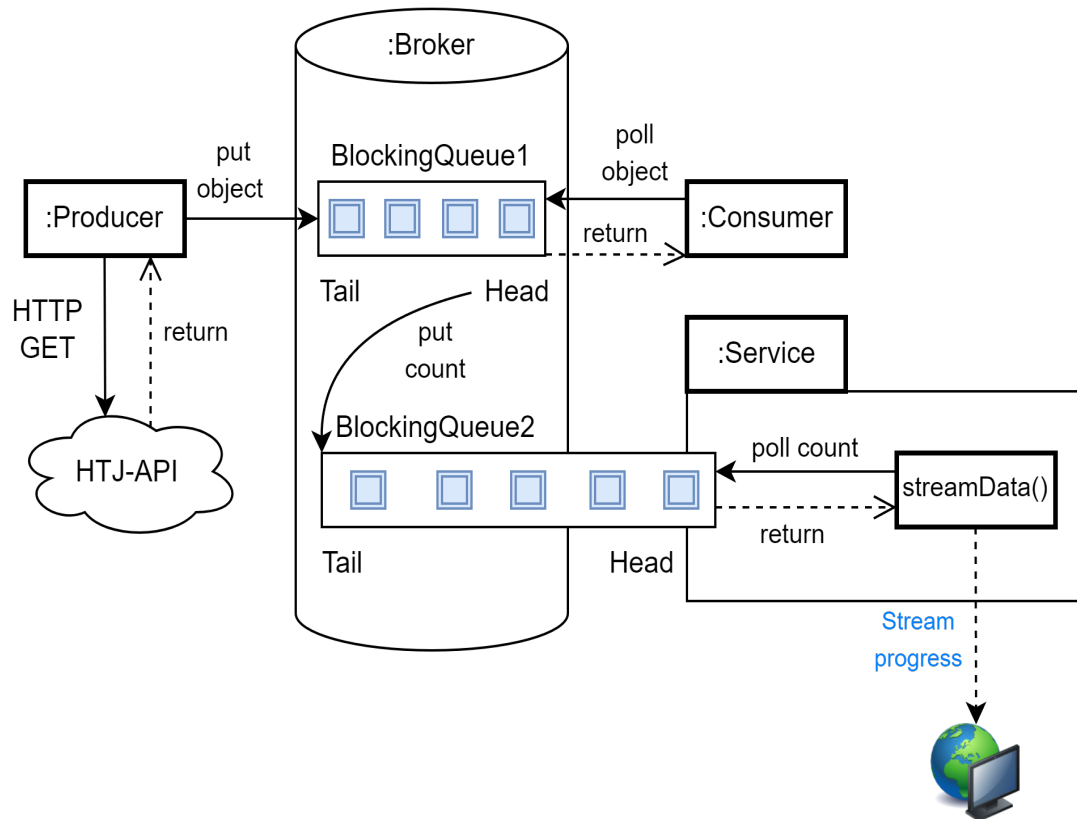 :Broker
put
object
BlockingQueue1
poll
object
:Producer
:Consumer
return
Tail
Head
HTTP
GET
return
put
count
:Service
BlockingQueue2
HTJ-API
poll count
streamData()
return
Tail
Head
Stream
progress